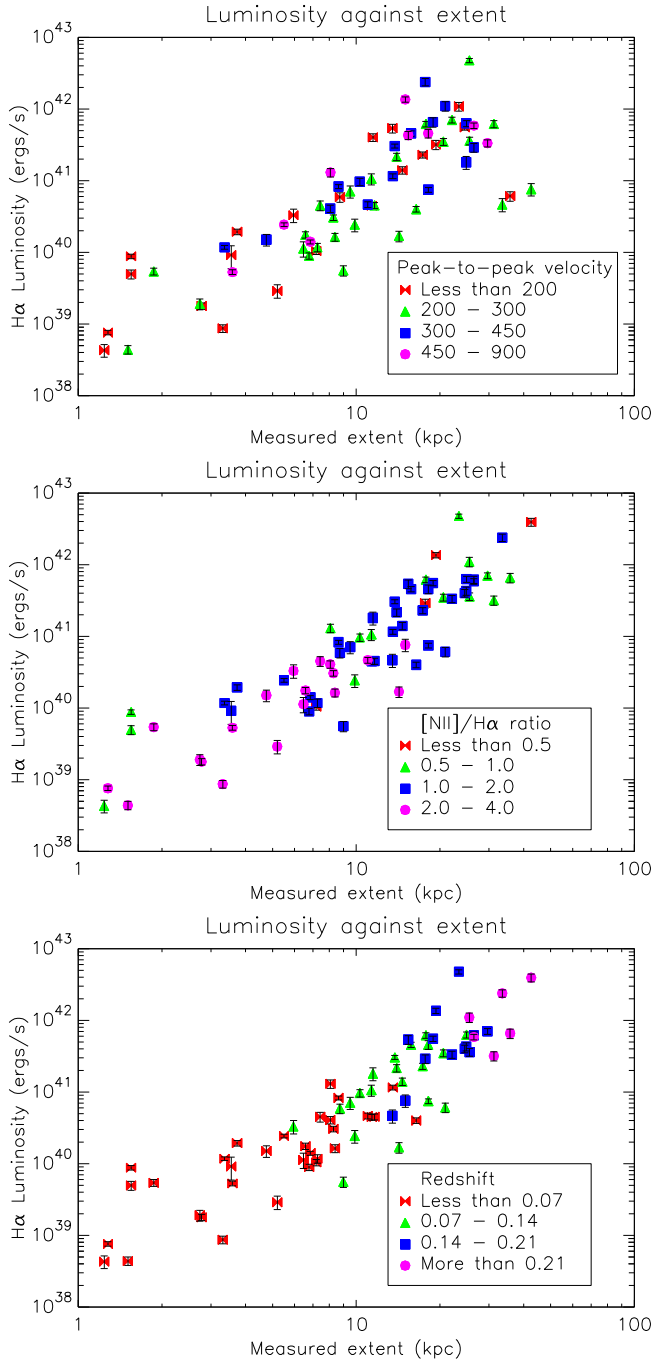 Luminosity against extent
10^43
10^42
10^41
10^40
10^39
10^38
Hα Luminosity (ergs/s)
Peak-to-peak velocity
Less than 200
200 - 300
300 - 450
450 - 900
1 10 100
Measured extent (kpc)
Luminosity against extent
10^43
10^42
10^41
10^40
10^39
10^38
Hα Luminosity (ergs/s)
[NII]/Hα ratio
Less than 0.5
0.5 - 1.0
1.0 - 2.0
2.0 - 4.0
1 10 100
Measured extent (kpc)
Luminosity against extent
10^43
10^42
10^41
10^40
10^39
10^38
Hα Luminosity (ergs/s)
Redshift
Less than 0.07
0.07 - 0.14
0.14 - 0.21
More than 0.21
1 10 100
Measured extent (kpc)